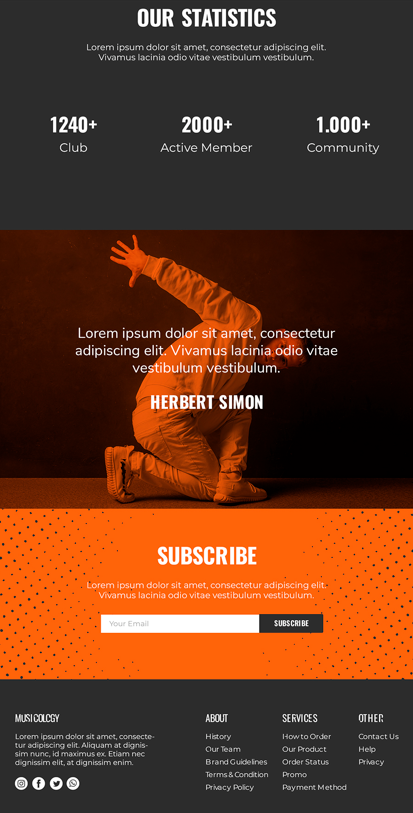 OUR STATISTICS
Lorem ipsum dolor sit amet, consectetur adipiscing elit.
Vivamus lacinia odio vitae vestibulum vestibulum.
1240+
Club
2000+
Active Member
1.000+
Community
Lorem ipsum dolor sit amet, consectetur
adipiscing elit. Vivamus lacinia odio vitae
vestibulum vestibulum.
HERBERT SIMON
SUBSCRIBE
Lorem ipsum dolor sit amet, consectetur adipiscing elit.
Vivamus lacinia odio vitae vestibulum vestibulum.
Your Email
SUBSCRIBE
MUSICOLOGY
Lorem ipsum dolor sit amet, consecte-
tur adipiscing elit. Aliquam at dignis-
sim nunc, id maximus ex. Etiam nec
dignissim elit, at dignissim enim.
ABOUT
History
Our Team
Brand Guidelines
Terms & Condition
Privacy Policy
SERVICES
How to Order
Our Product
Order Status
Promo
Payment Method
OTHER
Contact Us
Help
Privacy